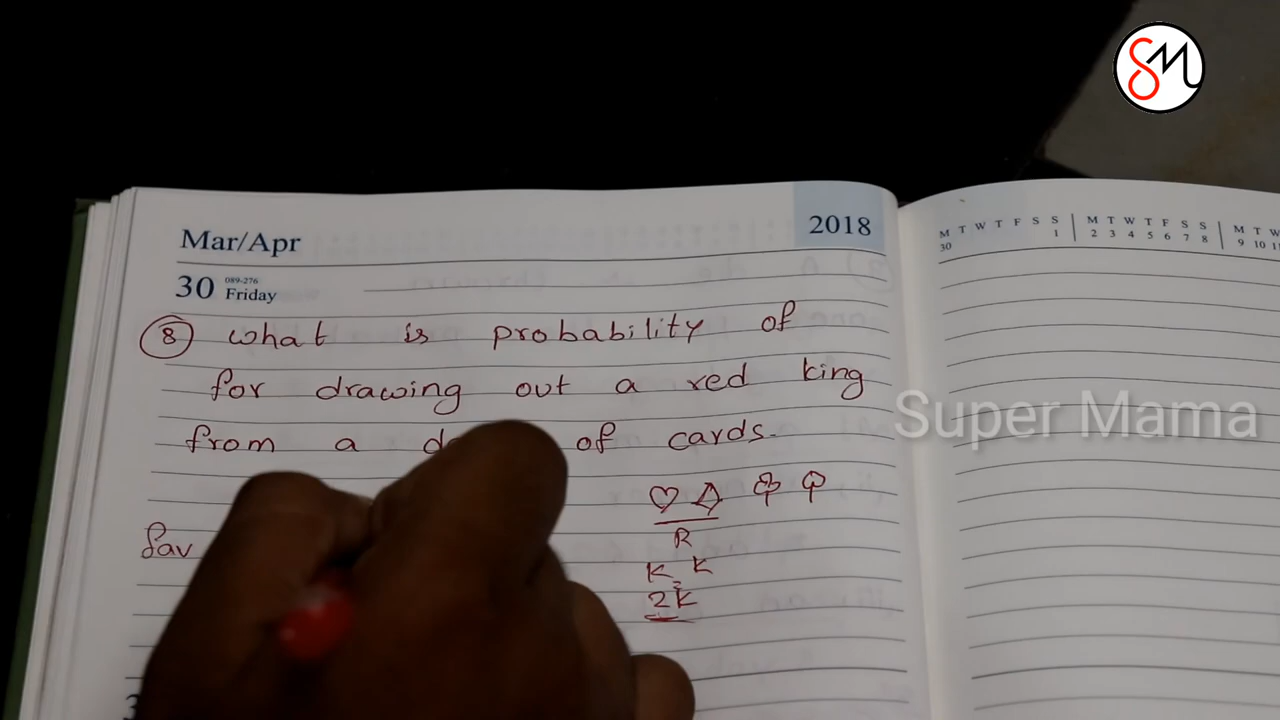 SM
Mar/Apr
2018
30
089-276
Friday
M T W T F S S
30 1
M T W T F S S
2 3 4 5 6 7 8
M T W
9 10
8 what is probability of
for drawing out a red king
from a of cards.
Super Mama
♡ ♢ ♧ ♤
R
fav
K K
2K